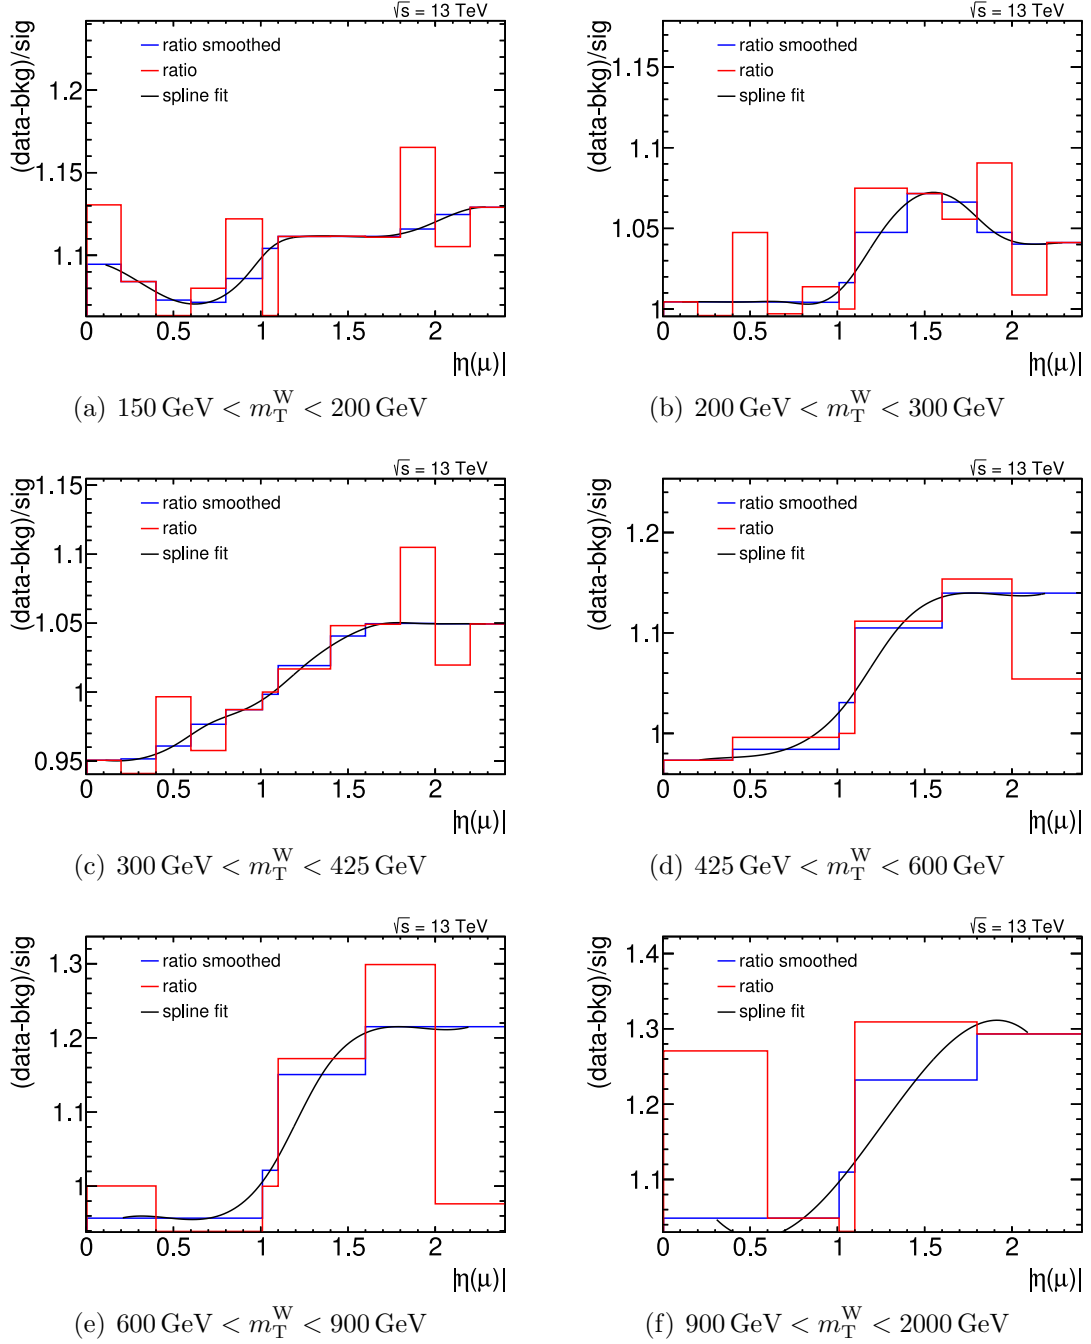 √s = 13 TeV
(data-bkg)/sig
ratio smoothed
ratio
spline fit
1.2
1.15
1.1
0 0.5 1 1.5 2
|η(μ)|
(a) 150 GeV < m_T^W < 200 GeV
√s = 13 TeV
(data-bkg)/sig
ratio smoothed
ratio
spline fit
1.15
1.1
1.05
1
0 0.5 1 1.5 2
|η(μ)|
(b) 200 GeV < m_T^W < 300 GeV
√s = 13 TeV
(data-bkg)/sig
ratio smoothed
ratio
spline fit
1.15
1.1
1.05
1
0.95
0 0.5 1 1.5 2
|η(μ)|
(c) 300 GeV < m_T^W < 425 GeV
√s = 13 TeV
(data-bkg)/sig
ratio smoothed
ratio
spline fit
1.2
1.1
1
0 0.5 1 1.5 2
|η(μ)|
(d) 425 GeV < m_T^W < 600 GeV
√s = 13 TeV
(data-bkg)/sig
ratio smoothed
ratio
spline fit
1.3
1.2
1.1
1
0 0.5 1 1.5 2
|η(μ)|
(e) 600 GeV < m_T^W < 900 GeV
√s = 13 TeV
(data-bkg)/sig
ratio smoothed
ratio
spline fit
1.4
1.3
1.2
1.1
0 0.5 1 1.5 2
|η(μ)|
(f) 900 GeV < m_T^W < 2000 GeV